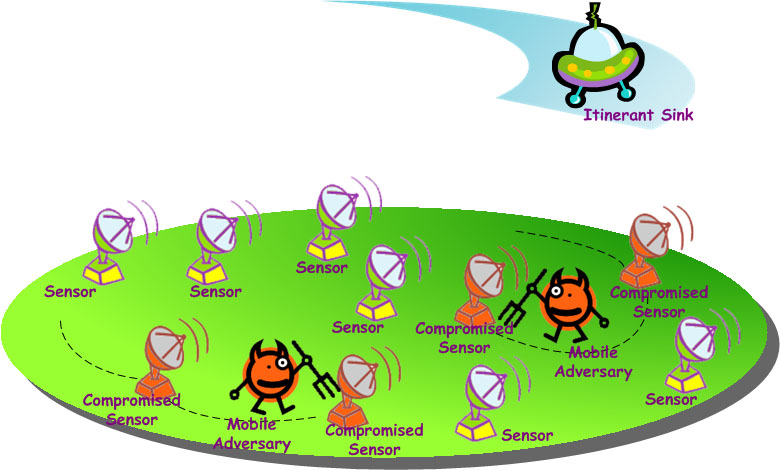 Itinerant Sink
Sensor
Sensor
Sensor
Sensor
Compromised
Sensor
Compromised
Sensor
Mobile
Adversary
Sensor
Compromised
Sensor
Mobile
Adversary
Compromised
Sensor
Sensor